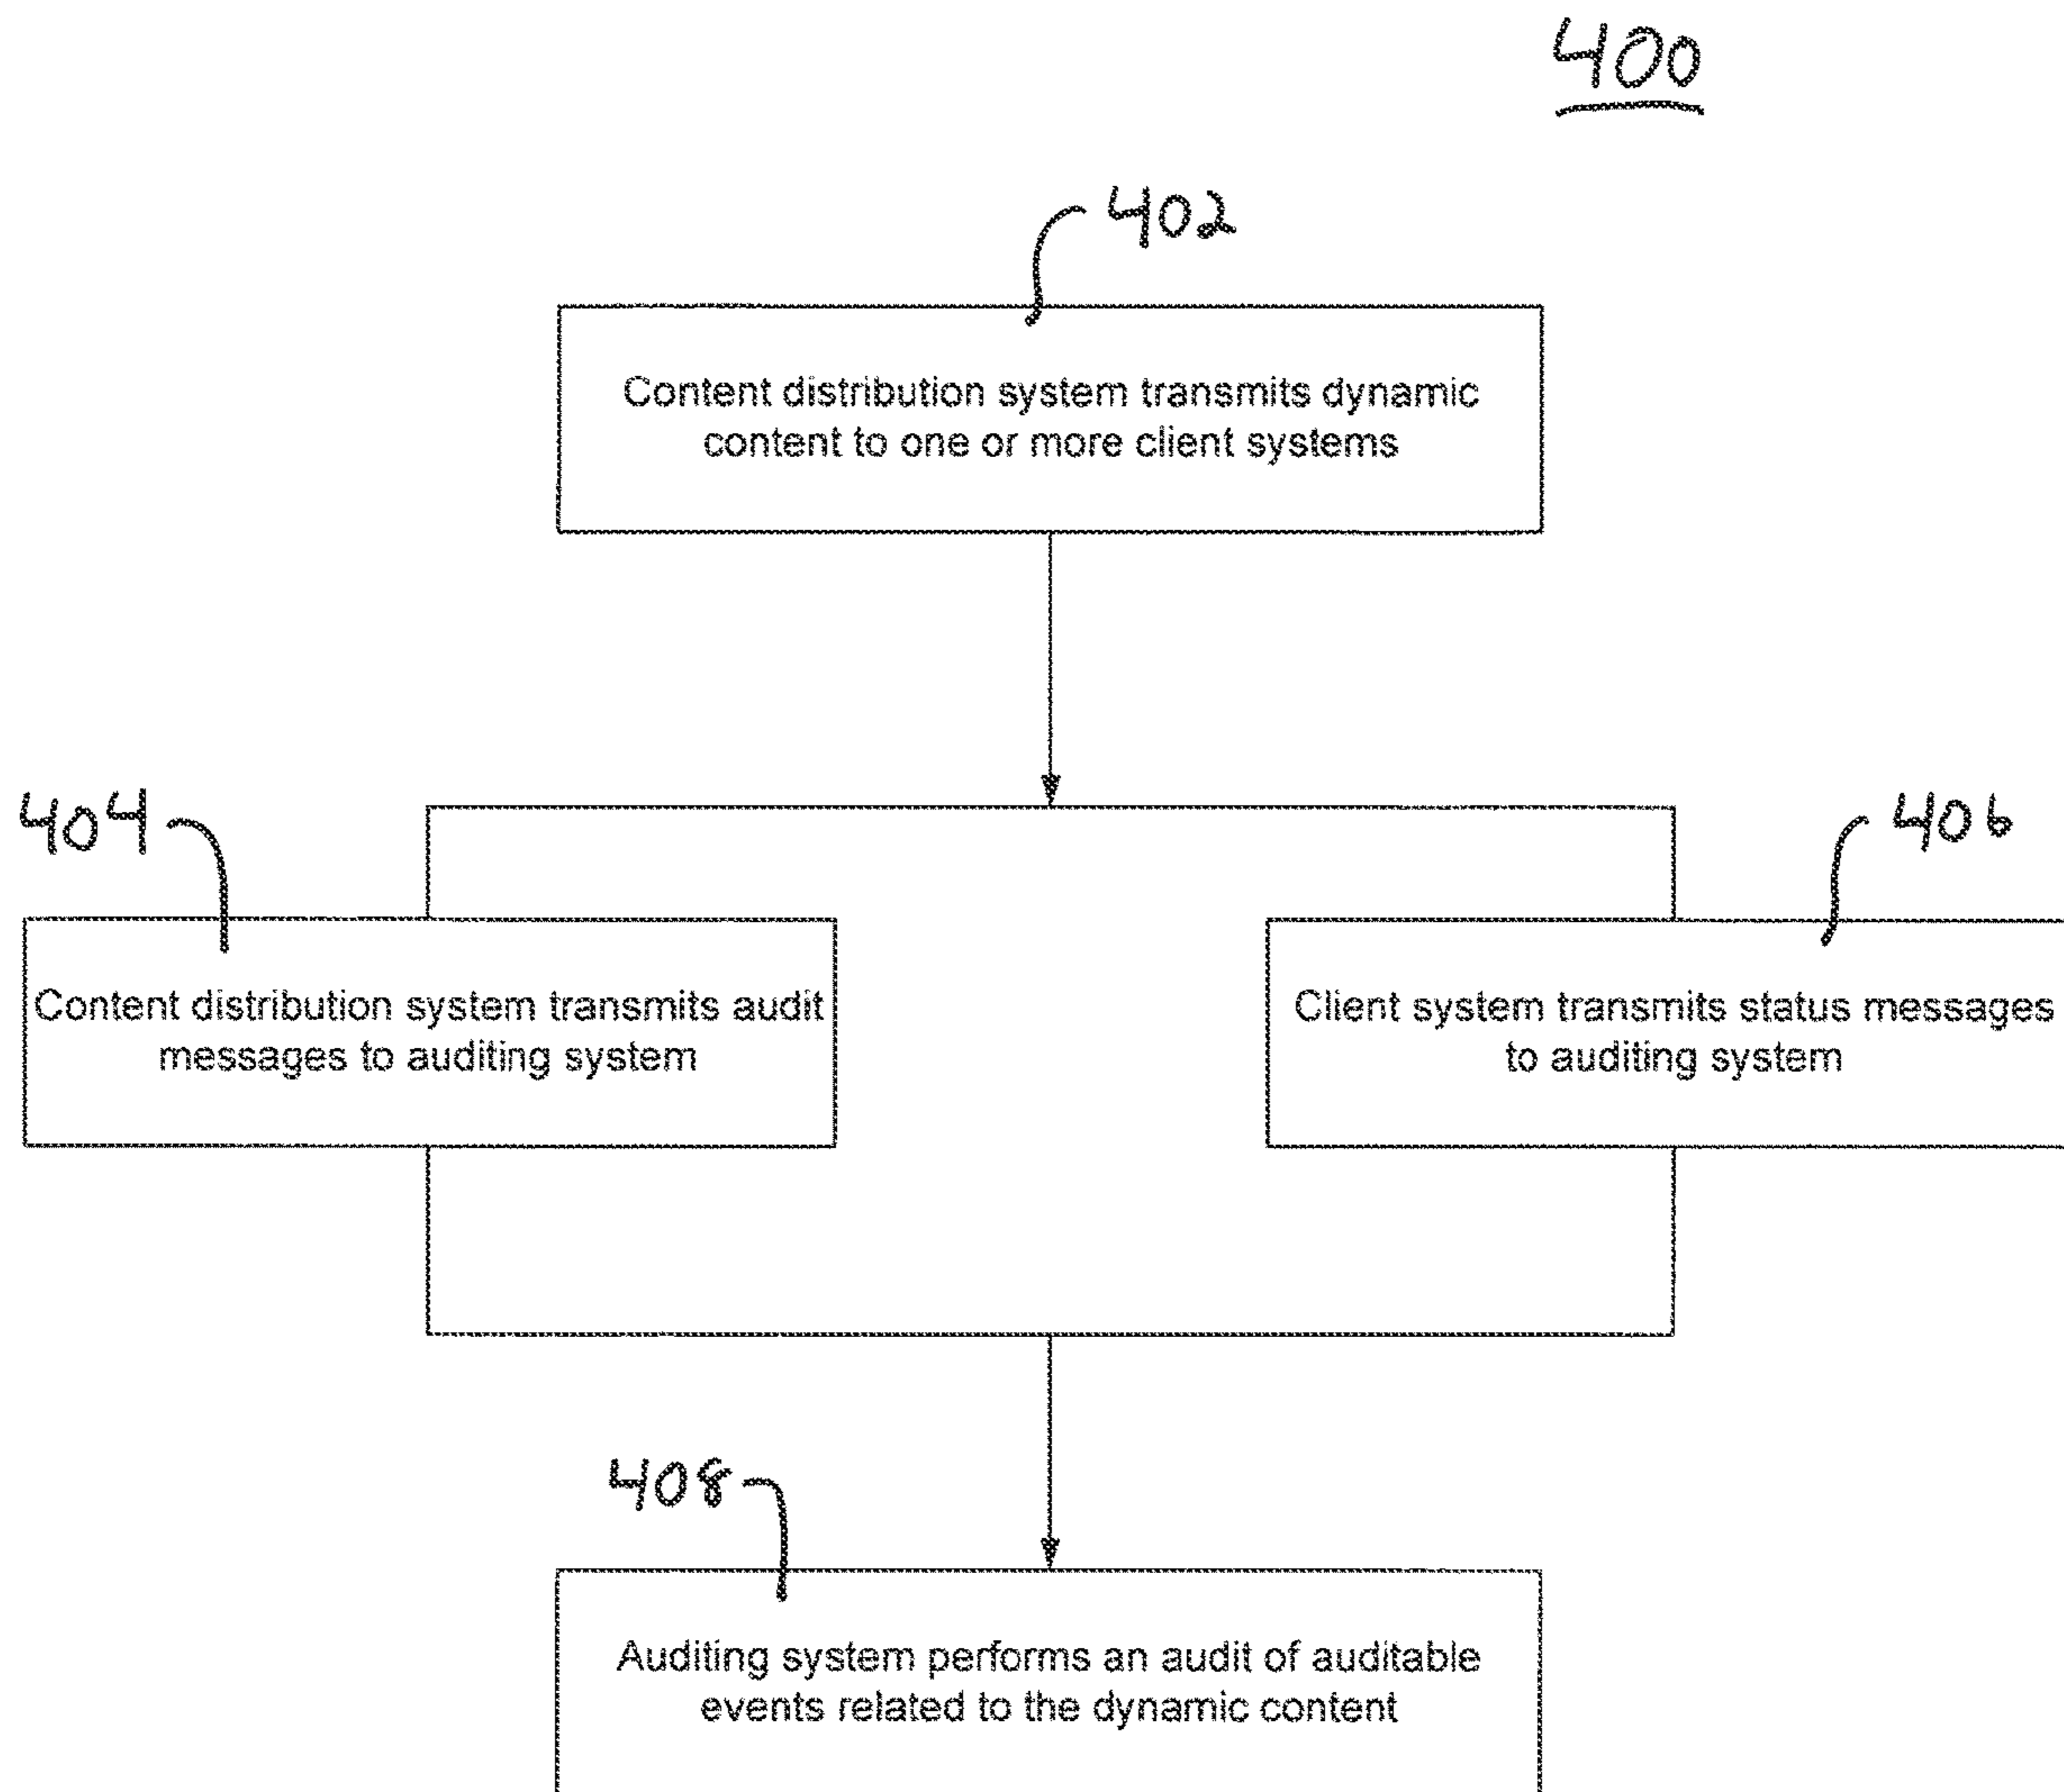 400
402
Content distribution system transmits dynamic
content to one or more client systems
404
406
Content distribution system transmits audit
messages to auditing system
Client system transmits status messages
to auditing system
408
Auditing system performs an audit of auditable
events related to the dynamic content